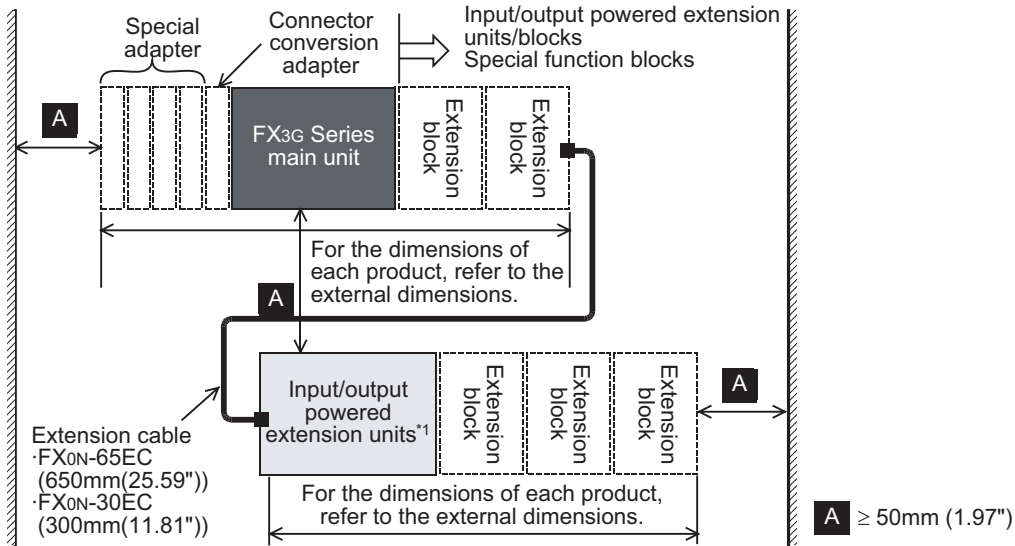 Special
adapter
Connector
conversion
adapter
Input/output powered extension
units/blocks
Special function blocks
A
FX3G Series
main unit
Extension
block
Extension
block
For the dimensions of
each product, refer to the
external dimensions.
A
Input/output
powered
extension units*1
Extension
block
Extension
block
Extension
block
A
Extension cable
·FX0N-65EC
(650mm(25.59"))
·FX0N-30EC
(300mm(11.81"))
For the dimensions of each product,
refer to the external dimensions.
A ≥ 50mm (1.97")